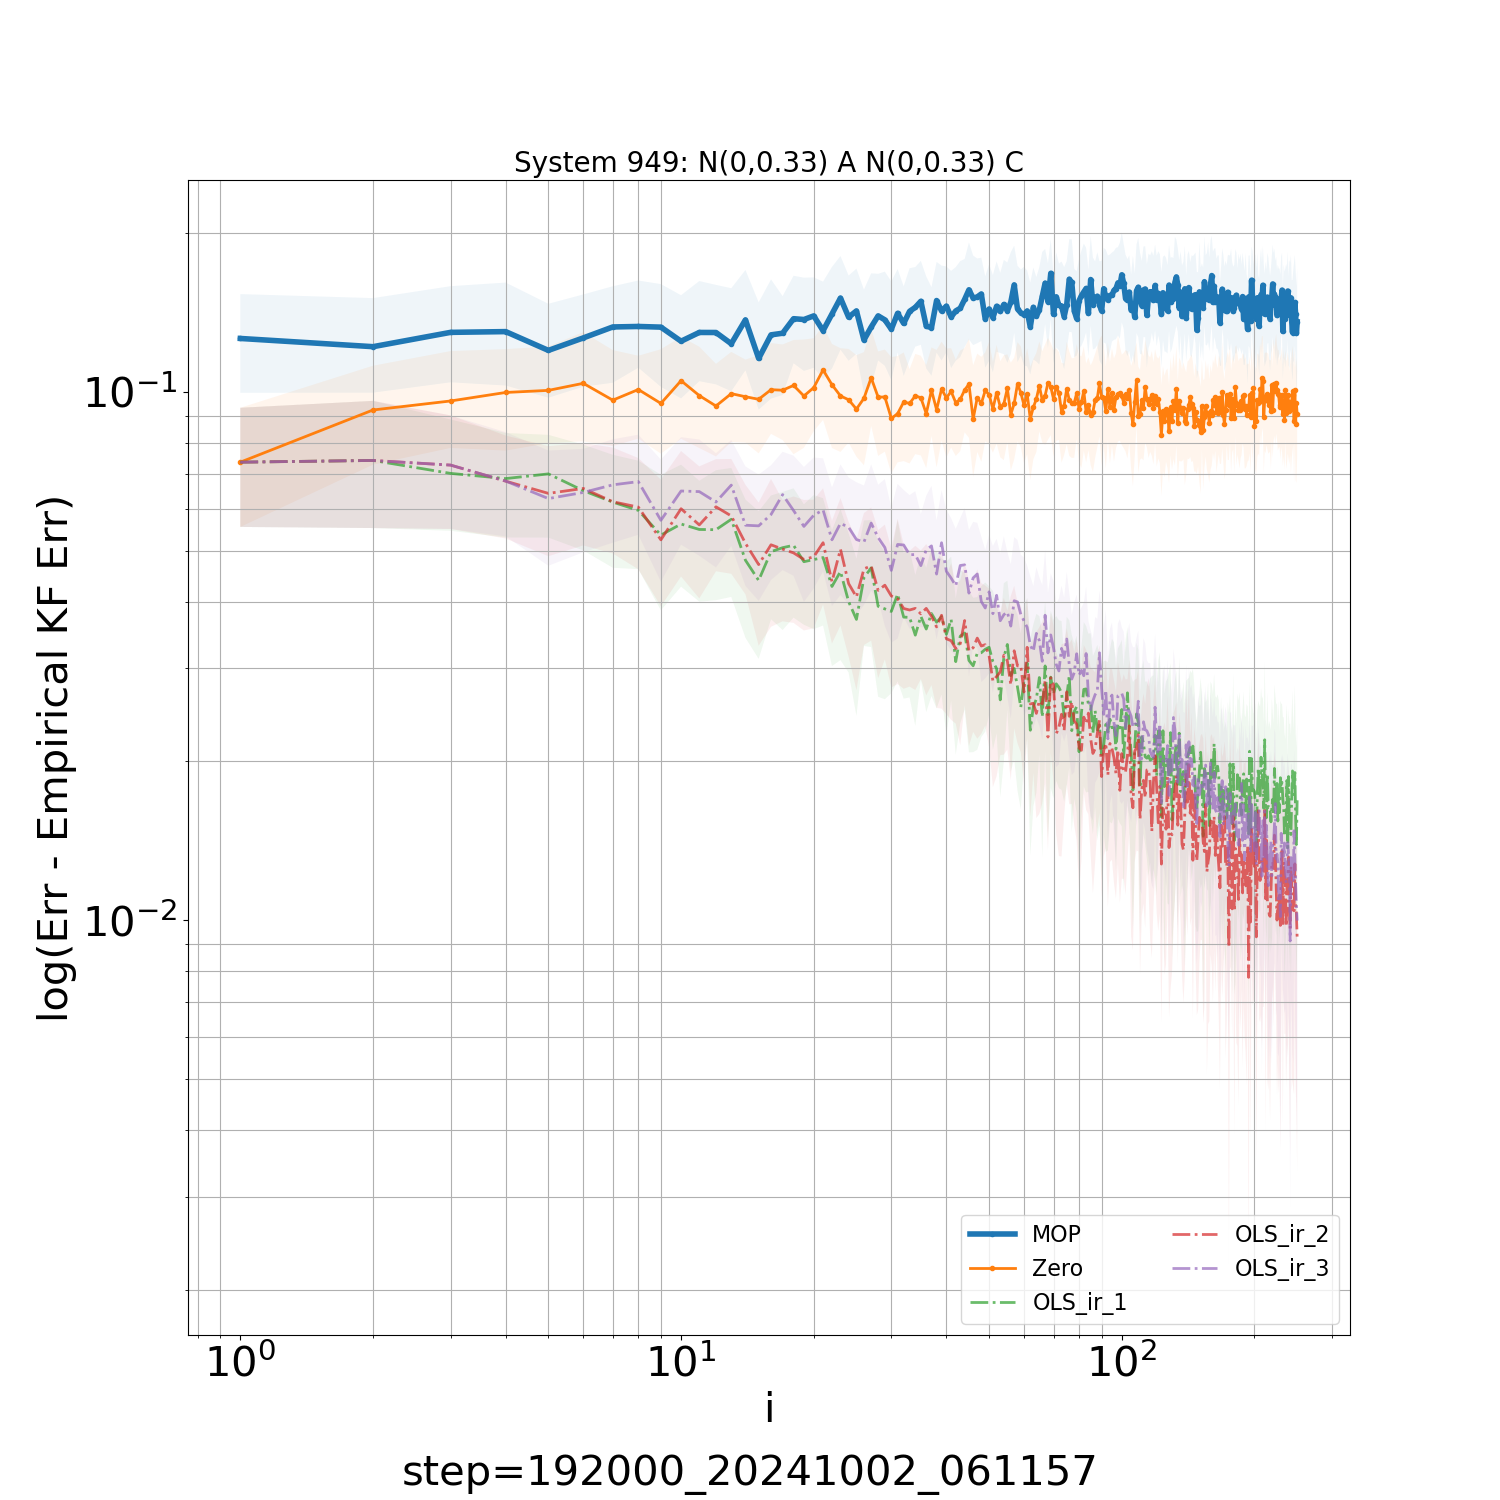 System 949: N(0,0.33) A N(0,0.33) C
log(Err - Empirical KF Err)
10⁻¹
10⁻²
MOP
Zero
OLS_ir_1
OLS_ir_2
OLS_ir_3
10⁰ 10¹ 10²
i
step=192000_20241002_061157